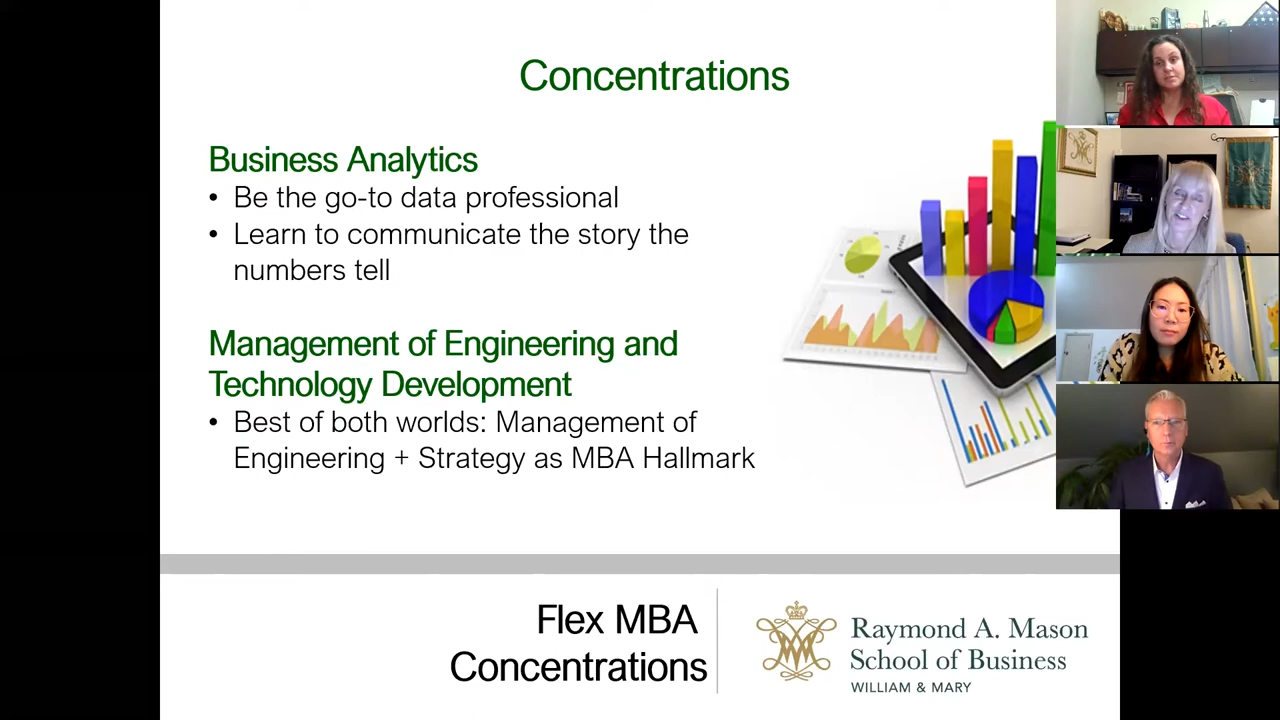 Concentrations
Business Analytics
• Be the go-to data professional
• Learn to communicate the story the
numbers tell
Management of Engineering and
Technology Development
• Best of both worlds: Management of
Engineering + Strategy as MBA Hallmark
Flex MBA
Concentrations
Raymond A. Mason
School of Business
WILLIAM & MARY